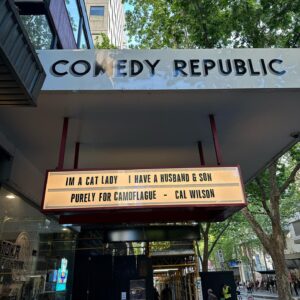 COMEDY REPUBLIC
IM A CAT LADY I HAVE A HUSBAND & SON
PURELY FOR CAMOFLAGUE - CAL WILSON